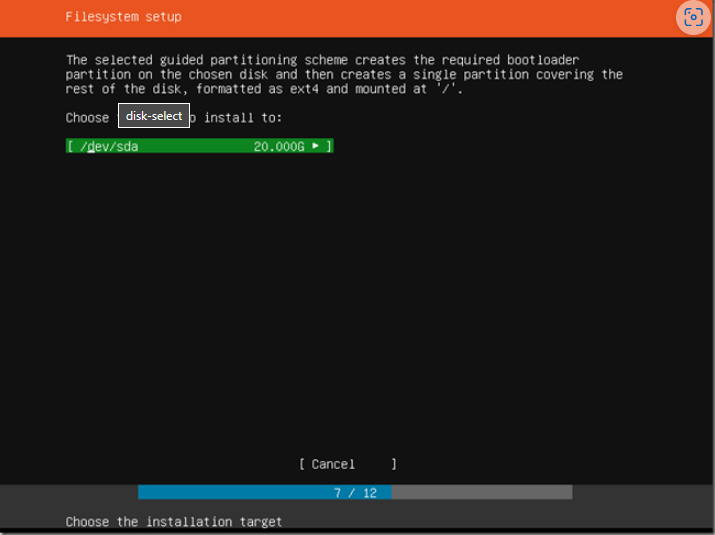 Filesystem setup
The selected guided partitioning scheme creates the required bootloader
partition on the chosen disk and then creates a single partition covering the
rest of the disk, formatted as ext4 and mounted at '/'.
Choose disk-select o install to:
[ /dev/sda 20.000G ► ]
[ Cancel ]
7 / 12
Choose the installation target